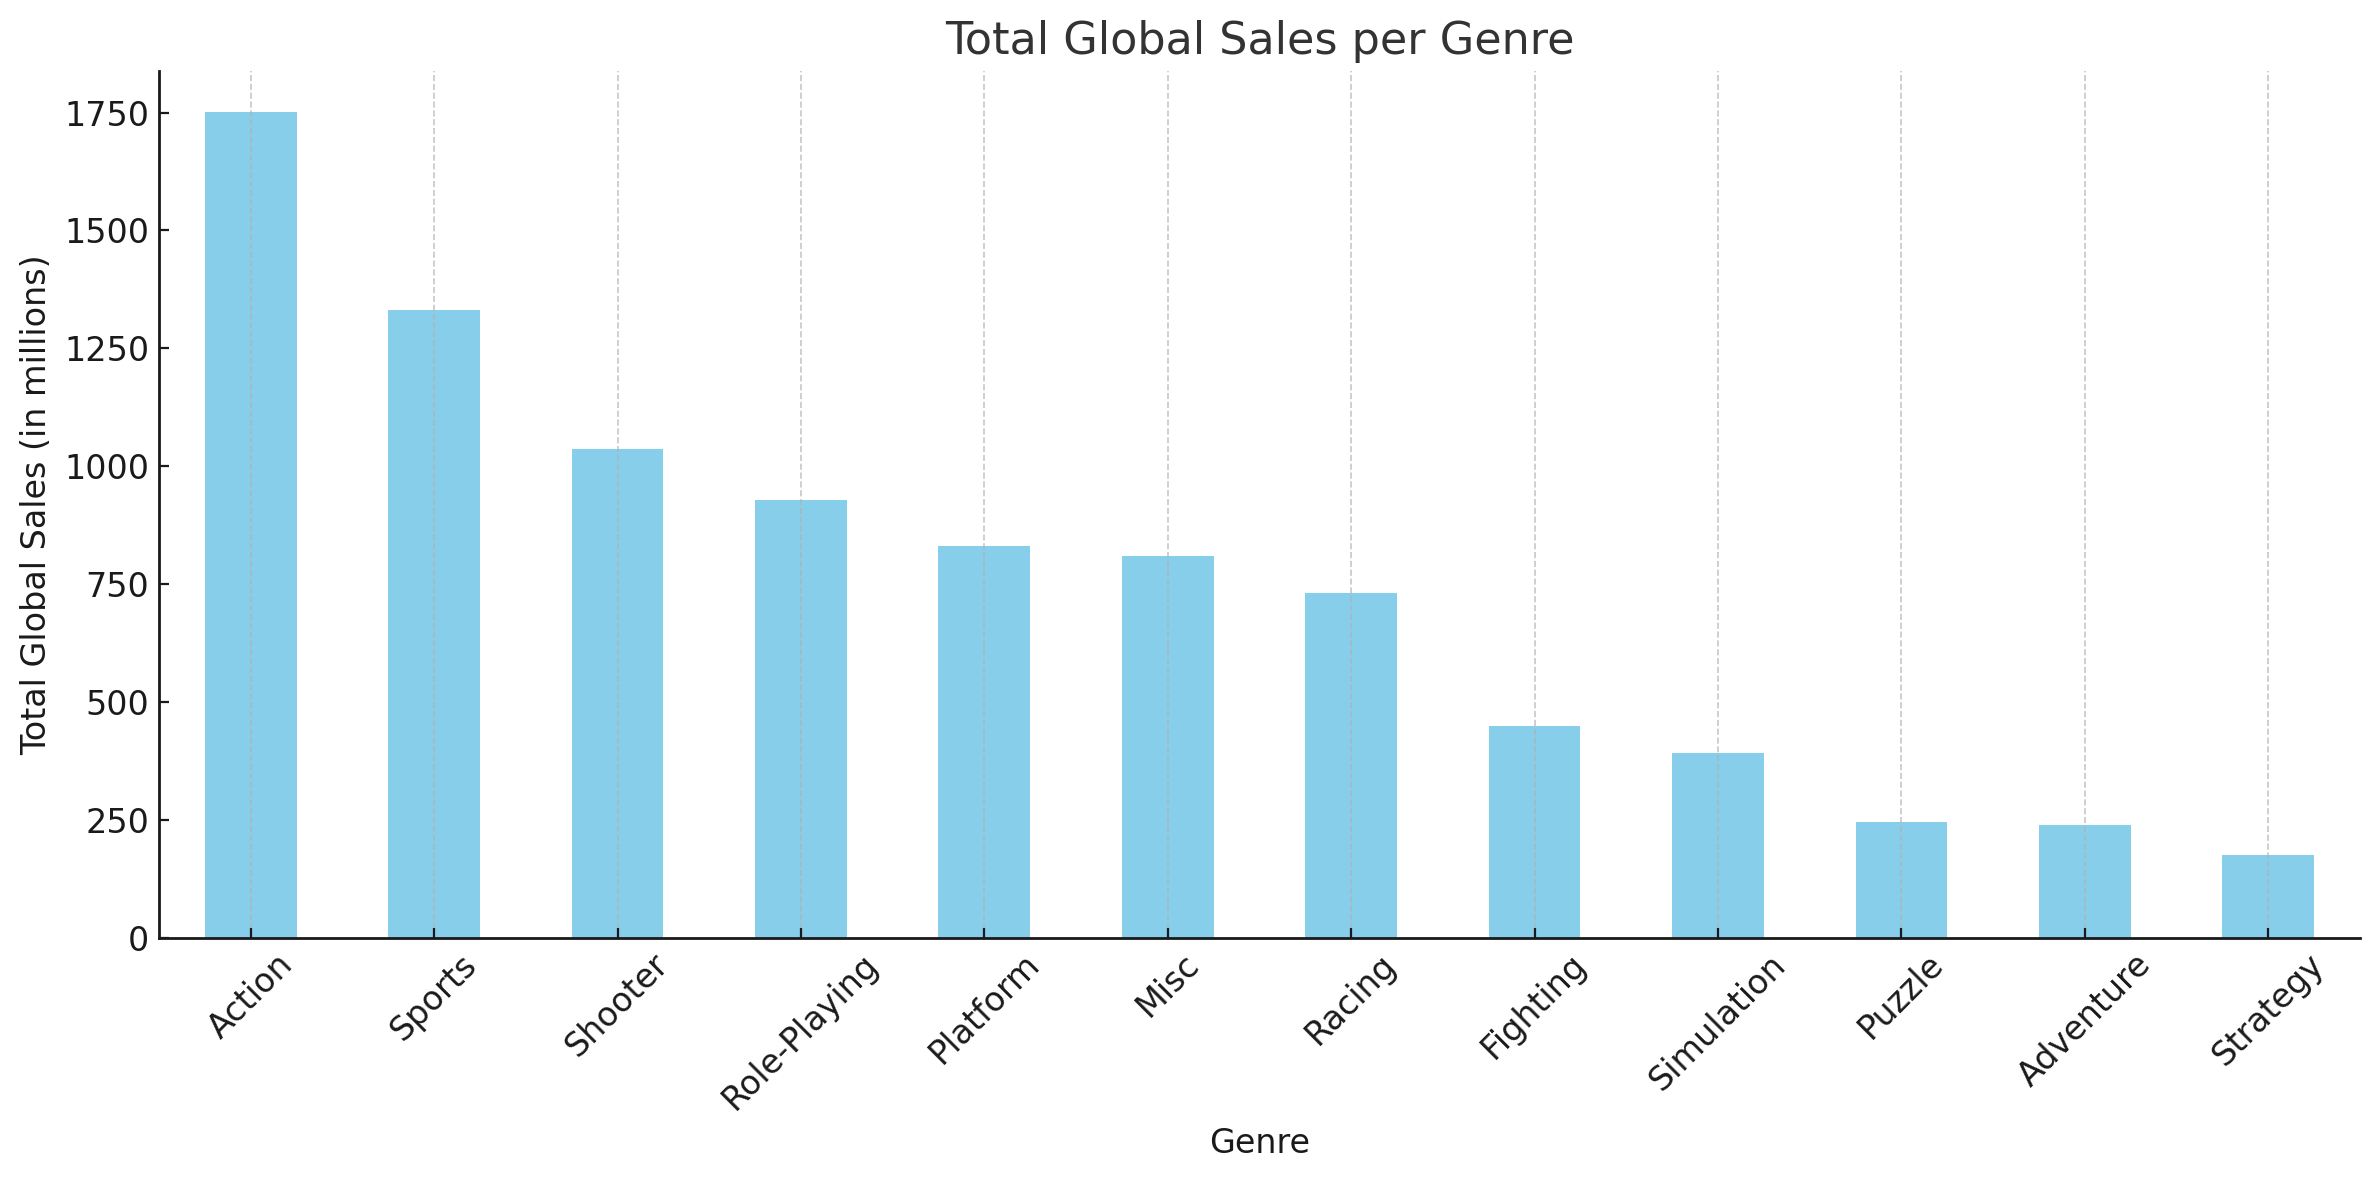 Total Global Sales per Genre
Total Global Sales (in millions)
1750
1500
1250
1000
750
500
250
0
Action
Sports
Shooter
Role-Playing
Platform
Misc
Racing
Fighting
Simulation
Puzzle
Adventure
Strategy
Genre